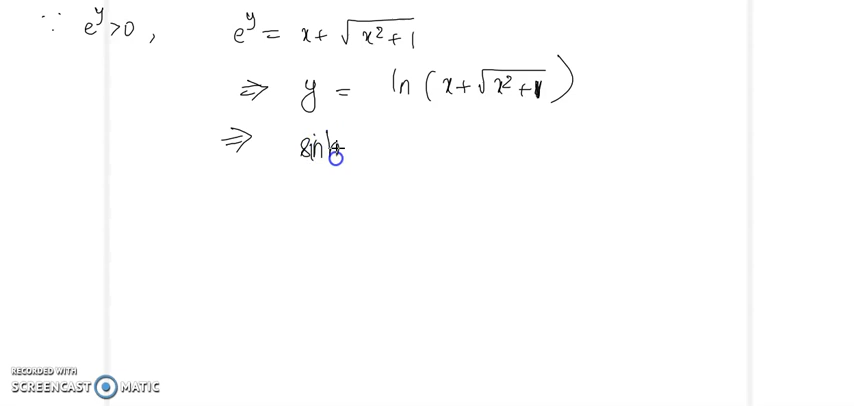 ∵ e^y > 0 , e^y = x + √(x² + 1)
⇒ y = ln ( x + √(x² + 1) )
⇒ sinh
RECORDED WITH
SCREENCAST MATIC